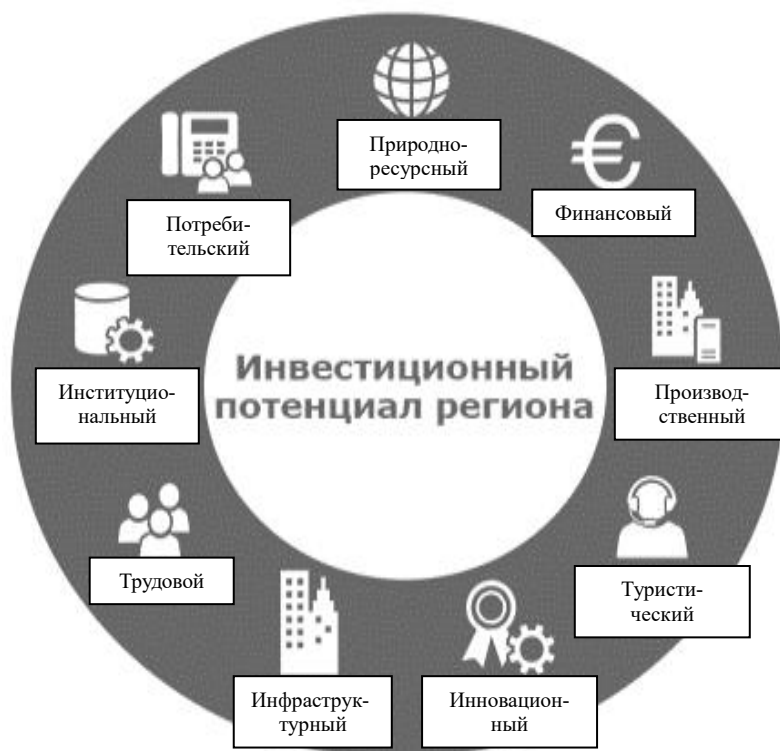 Природно-
ресурсный
Финансовый
Производ-
ственный
Туристи-
ческий
Инновацион-
ный
Инфраструк-
турный
Трудовой
Институцио-
нальный
Потреби-
тельский
Инвестиционный
потенциал региона